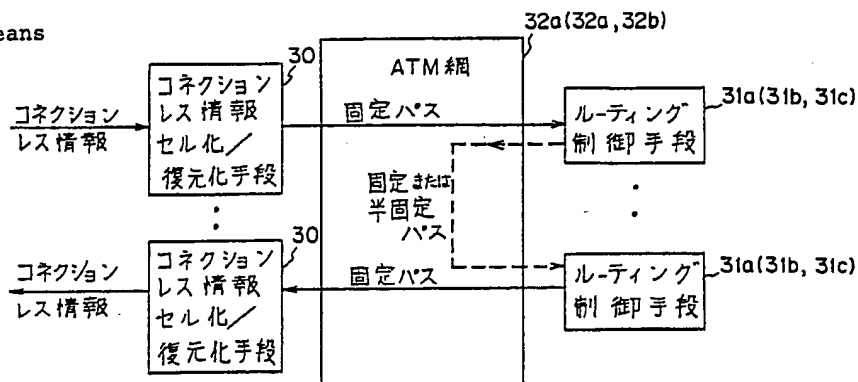 eans
32a(32a, 32b)
30
ATM網
31a(31b, 31c)
コネクション
レス情報
コネクション
レス情報
セル化/
復元化手段
固定パス
ルーティング
制御手段
固定または
半固定
パス
30
コネクション
レス情報
コネクション
レス情報
セル化/
復元化手段
固定パス
ルーティング
制御手段
31a(31b, 31c)